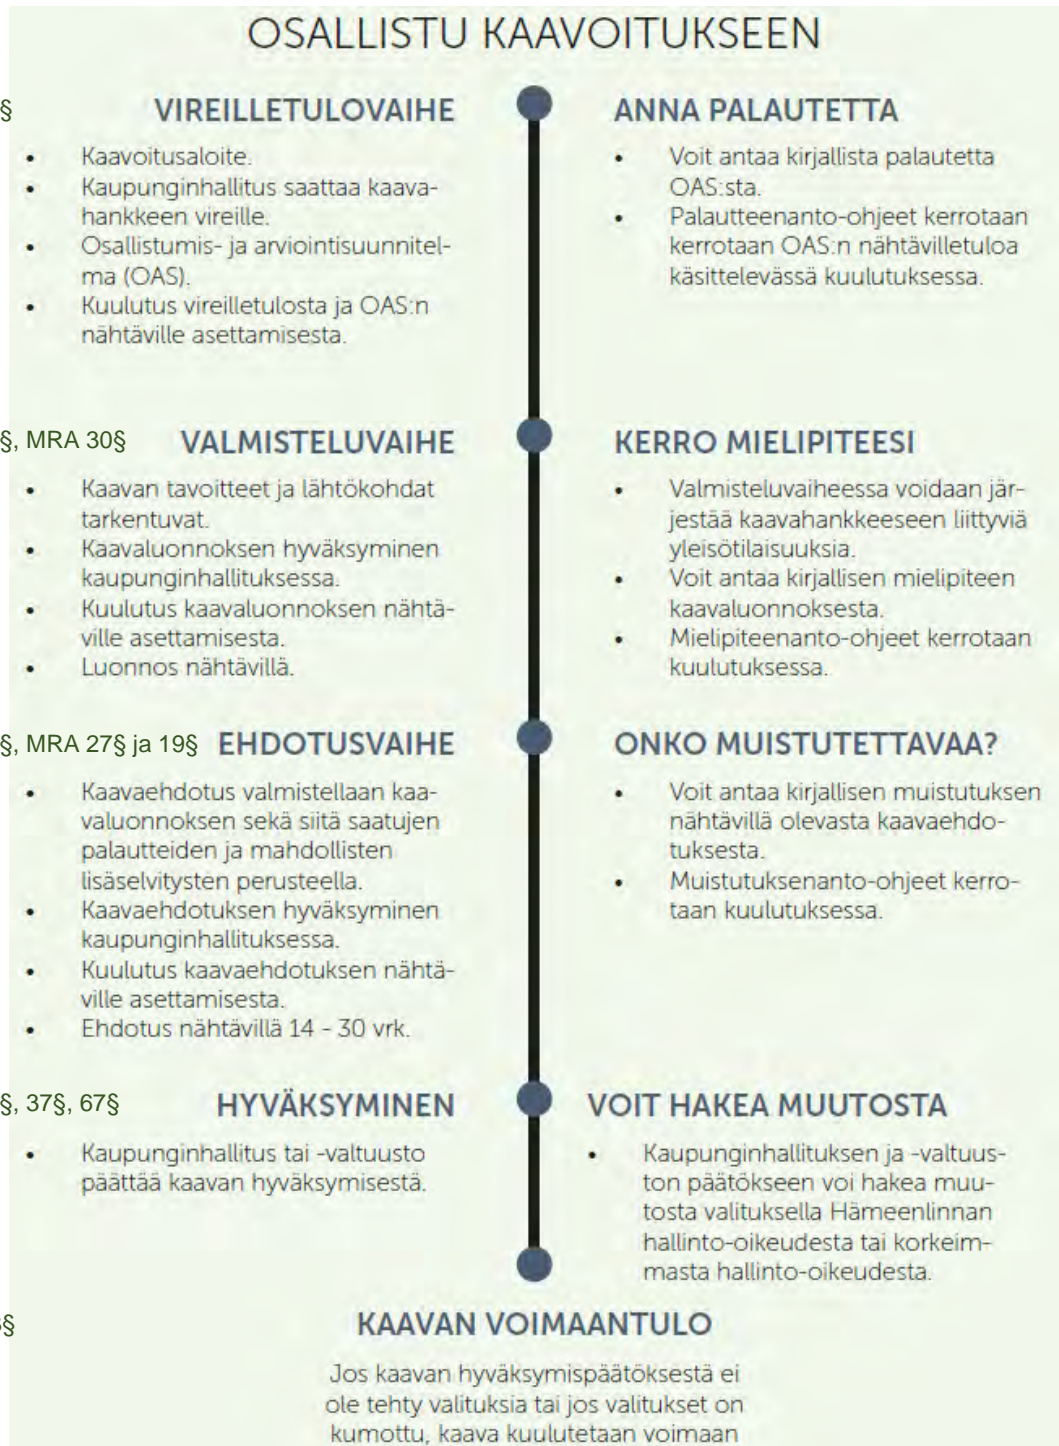 OSALLISTU KAAVOITUKSEEN
§
VIREILLETULOVAIHE
• Kaavoitusaloite.
• Kaupunginhallitus saattaa kaava-
hankkeen vireille.
• Osallistumis- ja arviointisuunnitel-
ma (OAS).
• Kuulutus vireilletulosta ja OAS:n
nähtäville asettamisesta.
ANNA PALAUTETTA
• Voit antaa kirjallista palautetta
OAS:sta.
• Palautteenanto-ohjeet kerrotaan
kerrotaan OAS:n nähtävilletuloa
käsittelevässä kuulutuksessa.
§, MRA 30§
VALMISTELUVAIHE
• Kaavan tavoitteet ja lähtökohdat
tarkentuvat.
• Kaavaluonnoksen hyväksyminen
kaupunginhallituksessa.
• Kuulutus kaavaluonnoksen nähtä-
ville asettamisesta.
• Luonnos nähtävillä.
KERRO MIELIPITEESI
• Valmisteluvaiheessa voidaan jär-
jestää kaavahankkeeseen liittyviä
yleisötilaisuuksia.
• Voit antaa kirjallisen mielipiteen
kaavaluonnoksesta.
• Mielipiteenanto-ohjeet kerrotaan
kuulutuksessa.
§, MRA 27§ ja 19§
EHDOTUSVAIHE
• Kaavaehdotus valmistellaan kaa-
valuonnoksen sekä siitä saatujen
palautteiden ja mahdollisten
lisäselvitysten perusteella.
• Kaavaehdotuksen hyväksyminen
kaupunginhallituksessa.
• Kuulutus kaavaehdotuksen nähtä-
ville asettamisesta.
• Ehdotus nähtävillä 14 - 30 vrk.
ONKO MUISTUTETTAVAA?
• Voit antaa kirjallisen muistutuksen
nähtävillä olevasta kaavaehdo-
tuksesta.
• Muistutuksenanto-ohjeet kerro-
taan kuulutuksessa.
§, 37§, 67§
HYVÄKSYMINEN
• Kaupunginhallitus tai -valtuusto
päättää kaavan hyväksymisestä.
VOIT HAKEA MUUTOSTA
• Kaupunginhallituksen ja -valtuus-
ton päätökseen voi hakea muu-
tosta valituksella Hämeenlinnan
hallinto-oikeudesta tai korkeim-
masta hallinto-oikeudesta.
§
KAAVAN VOIMAANTULO
Jos kaavan hyväksymispäätöksestä ei
ole tehty valituksia tai jos valitukset on
kumottu, kaava kuulutetaan voimaan